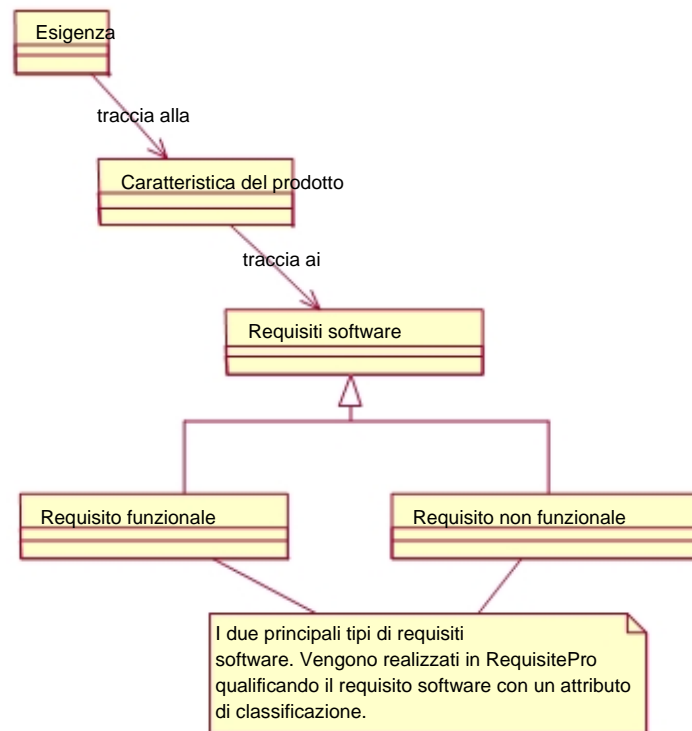 Esigenza
traccia alla
Caratteristica del prodotto
traccia ai
Requisiti software
Requisito funzionale
Requisito non funzionale
I due principali tipi di requisiti
software. Vengono realizzati in RequisitePro
qualificando il requisito software con un attributo
di classificazione.